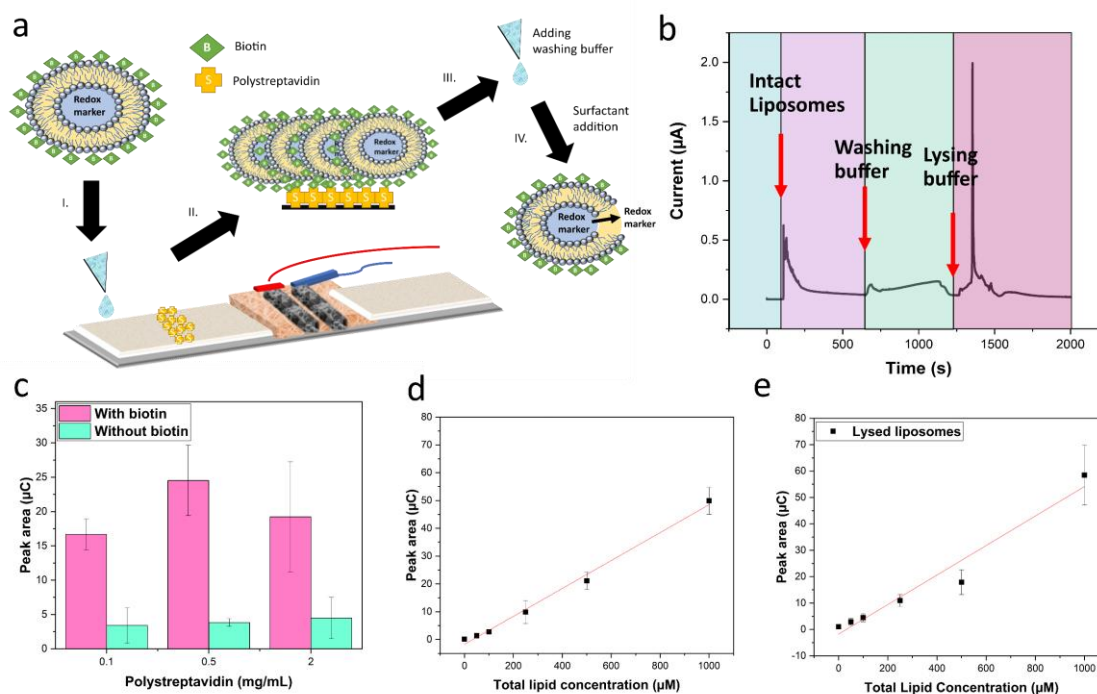 a
B Biotin
S Polystreptavidin
Redox
marker
I.
II.
Redox
marker
III.
Adding
washing buffer
IV.
Surfactant
addition
Redox
marker
Redox
marker
b
Current (µA)
2.0
1.5
1.0
0.5
0.0
Intact
Liposomes
Washing
buffer
Lysing
buffer
0 500 1000 1500 2000
Time (s)
c
With biotin
Without biotin
Peak area (µC)
35
30
25
20
15
10
5
0
0.1 0.5 2
Polystreptavidin (mg/mL)
d
Peak area (µC)
80
70
60
50
40
30
20
10
0
0 200 400 600 800 1000
Total lipid concentration (µM)
e
Lysed liposomes
Peak area (µC)
80
70
60
50
40
30
20
10
0
-10
0 200 400 600 800 1000
Total Lipid Concentration (µM)